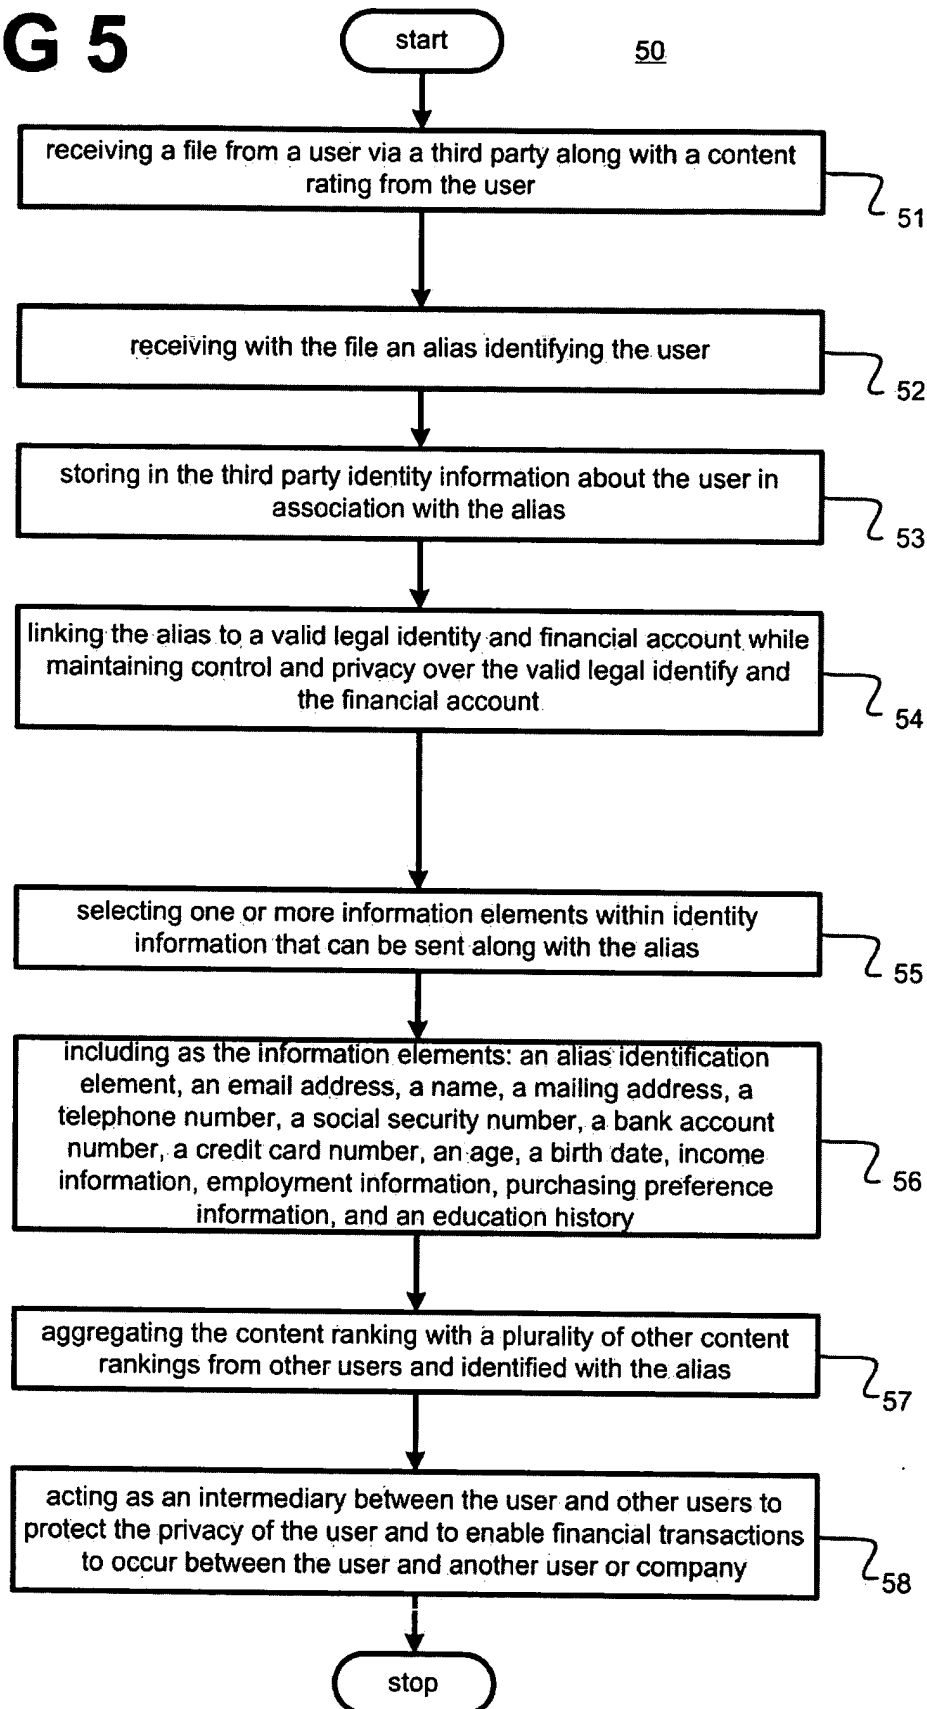 G 5
start
50
receiving a file from a user via a third party along with a content
rating from the user
51
receiving with the file an alias identifying the user
52
storing in the third party identity information about the user in
association with the alias
53
linking the alias to a valid legal identity and financial account while
maintaining control and privacy over the valid legal identify and
the financial account
54
selecting one or more information elements within identity
information that can be sent along with the alias
55
including as the information elements: an alias identification
element, an email address, a name, a mailing address, a
telephone number, a social security number, a bank account
number, a credit card number, an age, a birth date, income
information, employment information, purchasing preference
information, and an education history
56
aggregating the content ranking with a plurality of other content
rankings from other users and identified with the alias
57
acting as an intermediary between the user and other users to
protect the privacy of the user and to enable financial transactions
to occur between the user and another user or company
58
stop